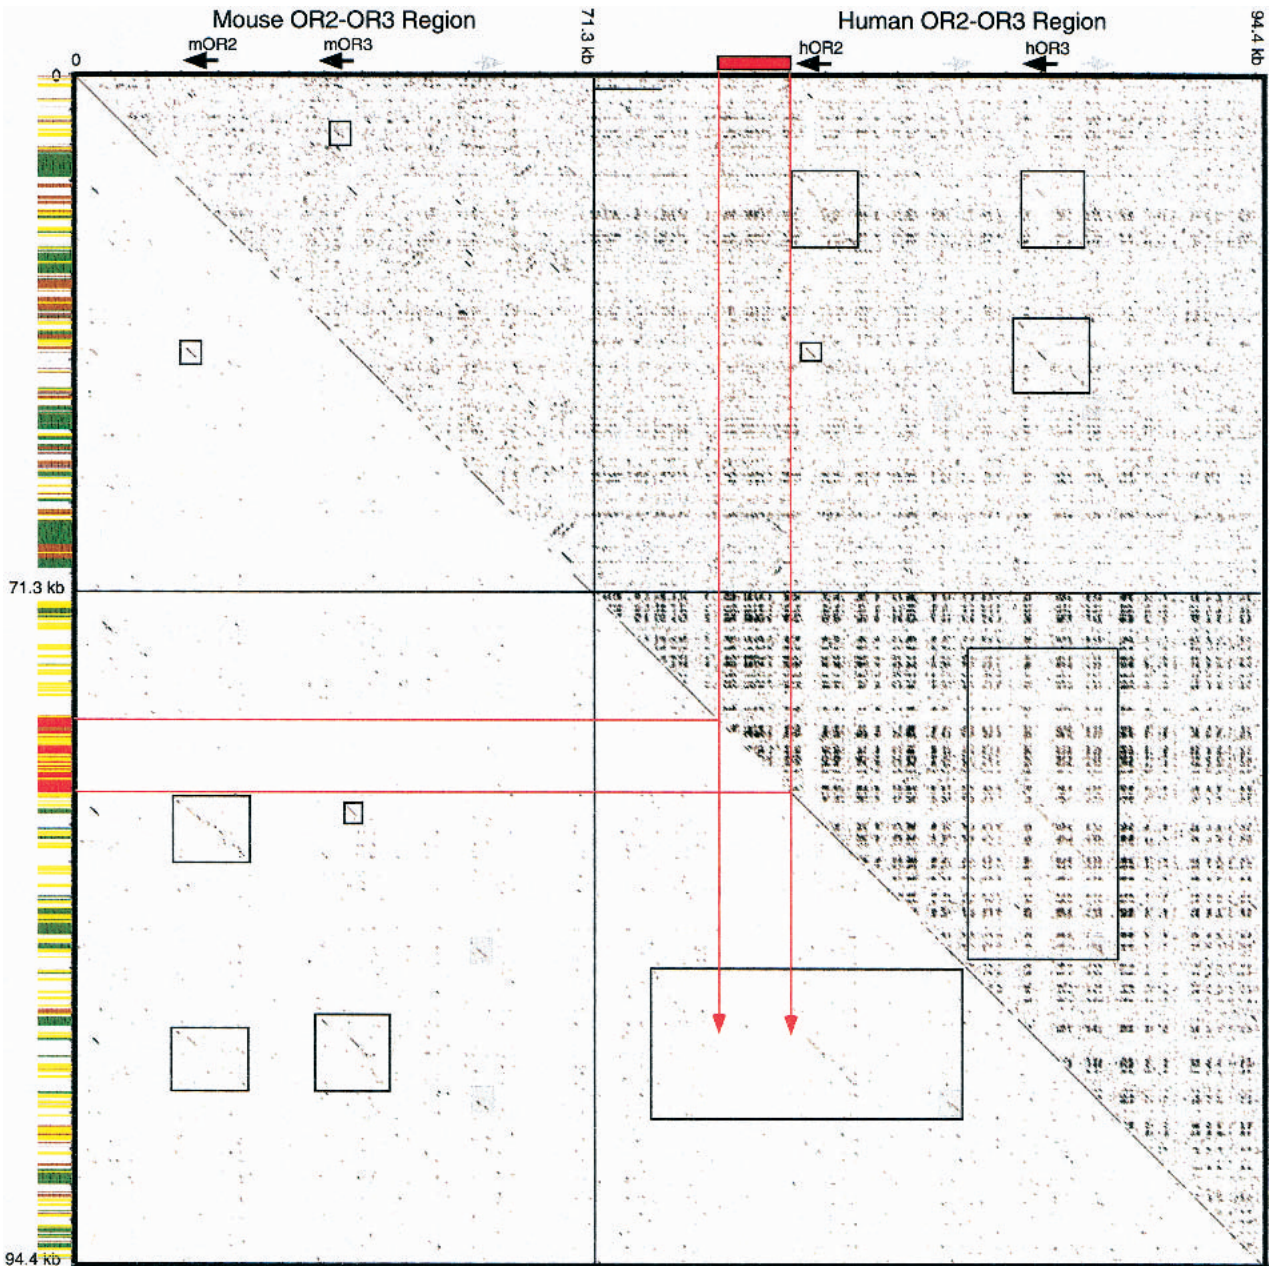 Mouse OR2-OR3 Region
Human OR2-OR3 Region
0
mOR2
mOR3
71.3 kb
hOR2
hOR3
94.4 kb
0
71.3 kb
94.4 kb